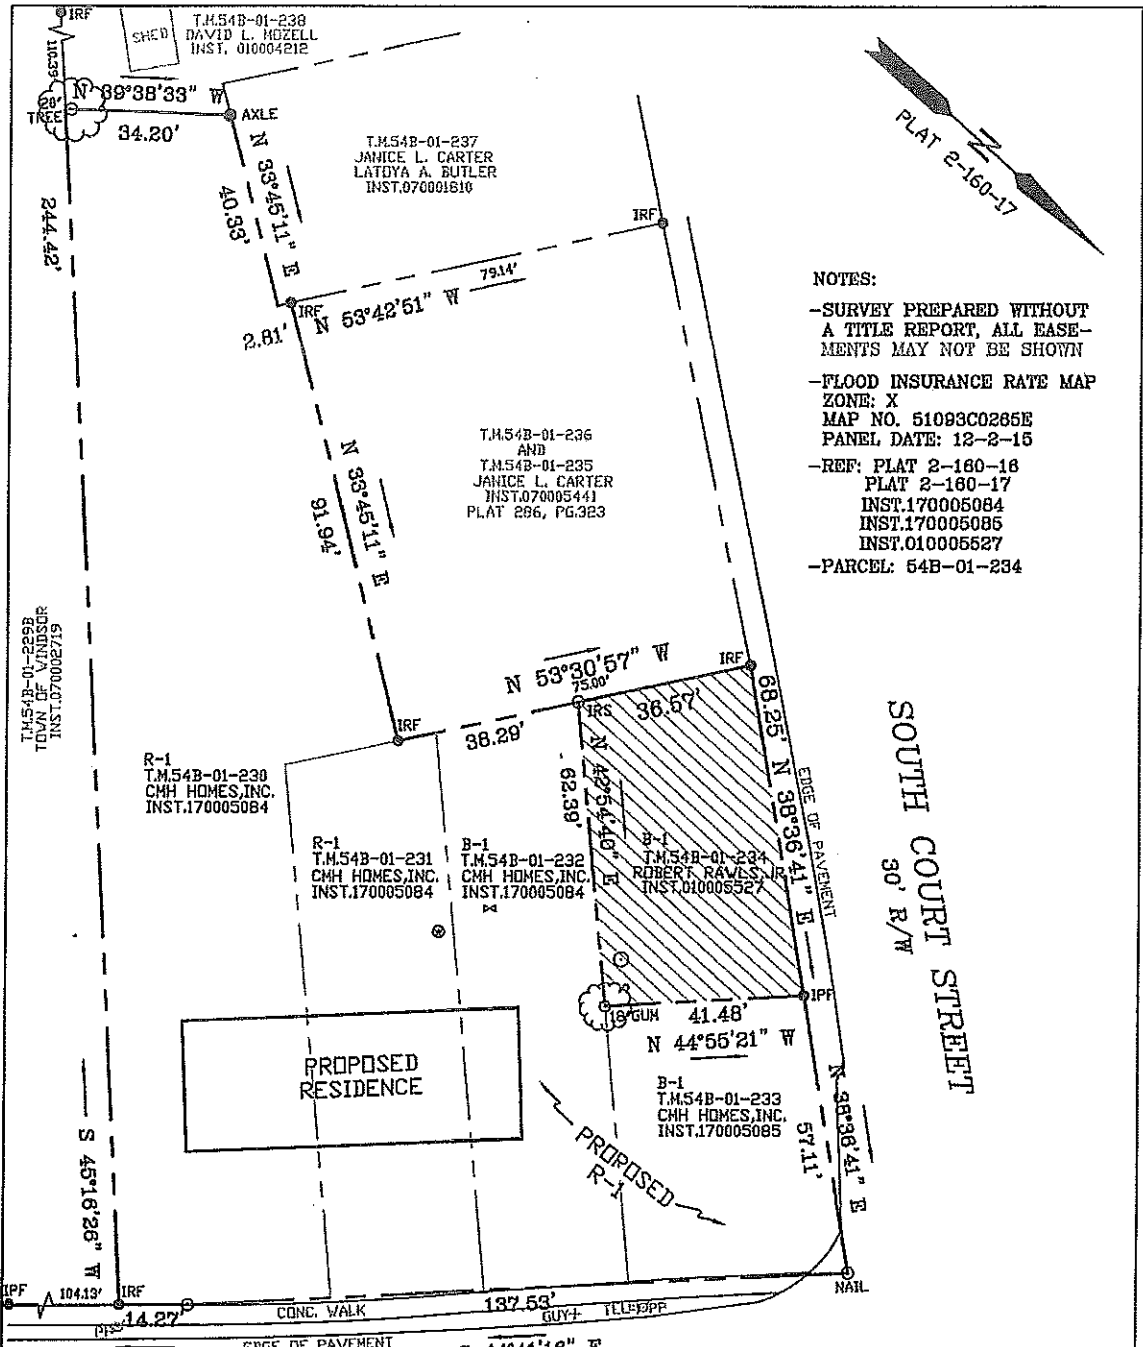 IRF
SHED
T.M.54B-01-238
DAVID L. MOZELL
INST. 010004212
110.39'
N 39°38'33" W
20"
TREE
34.20'
AXLE
N 33°45'11" E
40.33'
T.M.54B-01-237
JANICE L. CARTER
LATOYA A. BUTLER
INST.070001610
IRF
PLAT 2-160-17
N
244.42'
79.14'
IRF
N 53°42'51" W
2.81'
NOTES:
-SURVEY PREPARED WITHOUT
A TITLE REPORT, ALL EASE-
MENTS MAY NOT BE SHOWN
-FLOOD INSURANCE RATE MAP
ZONE: X
MAP NO. 51093C0265E
PANEL DATE: 12-2-15
-REF: PLAT 2-160-16
PLAT 2-160-17
INST.170005084
INST.170005085
INST.010005527
-PARCEL: 54B-01-234
T.M.54B-01-236
AND
T.M.54B-01-235
JANICE L. CARTER
INST.070005441
PLAT 286, PG.323
N 33°45'11" E
91.94'
T.M.54B-01-229B
TOWN OF WINDSOR
INST.070002719
N 53°30'57" W
75.00'
IRF
IRS
36.57'
IRF
38.29'
68.25'
N 38°36'41" E
EDGE OF PAVEMENT
SOUTH COURT STREET
30' R/W
N 42°54'40" E
62.39'
R-1
T.M.54B-01-230
CMH HOMES,INC.
INST.170005084
R-1
T.M.54B-01-231
CMH HOMES,INC.
INST.170005084
B-1
T.M.54B-01-232
CMH HOMES,INC.
INST.170005084
B-1
T.M.54B-01-234
ROBERT RAWLS,JR
INST.010005527
18"GUM
41.48'
IPF
N 44°55'21" W
PROPOSED
RESIDENCE
B-1
T.M.54B-01-233
CMH HOMES,INC.
INST.170005085
PROPOSED
R-1
N 38°36'41" E
57.11'
S 45°16'26" W
IPF
104.13'
IRF
14.27'
CONC. WALK
137.53'
GUY
NAIL
EDGE OF PAVEMENT